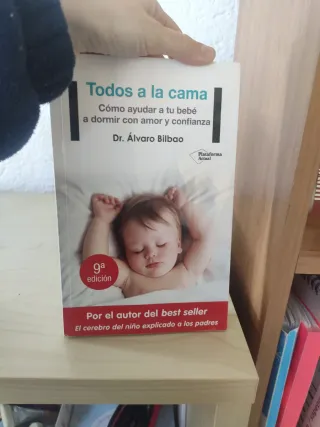 Todos a la cama
Cómo ayudar a tu bebé
a dormir con amor y confianza
Dr. Álvaro Bilbao
Plataforma
Actual
9ª
edición
Por el autor del best seller
El cerebro del niño explicado a los padres